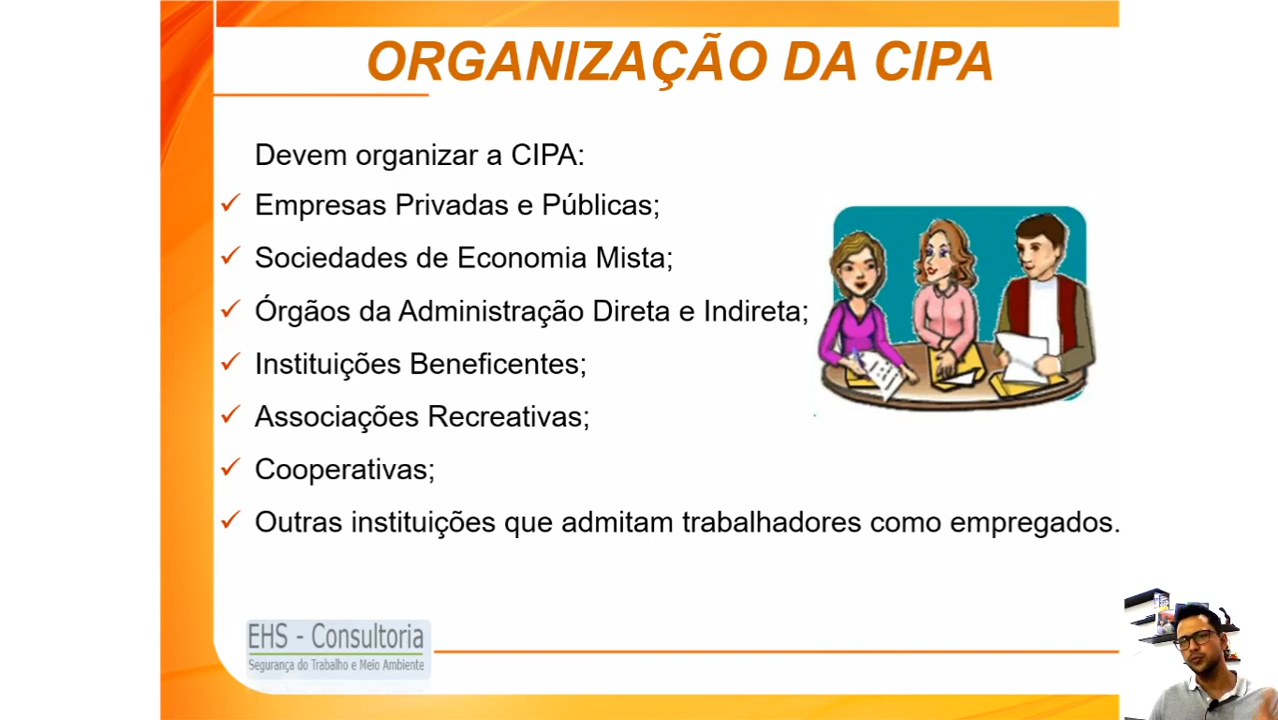 ORGANIZAÇÃO DA CIPA
Devem organizar a CIPA:
Empresas Privadas e Públicas;
Sociedades de Economia Mista;
Órgãos da Administração Direta e Indireta;
Instituições Beneficentes;
Associações Recreativas;
Cooperativas;
Outras instituições que admitam trabalhadores como empregados.
EHS - Consultoria
Segurança do Trabalho e Meio Ambiente